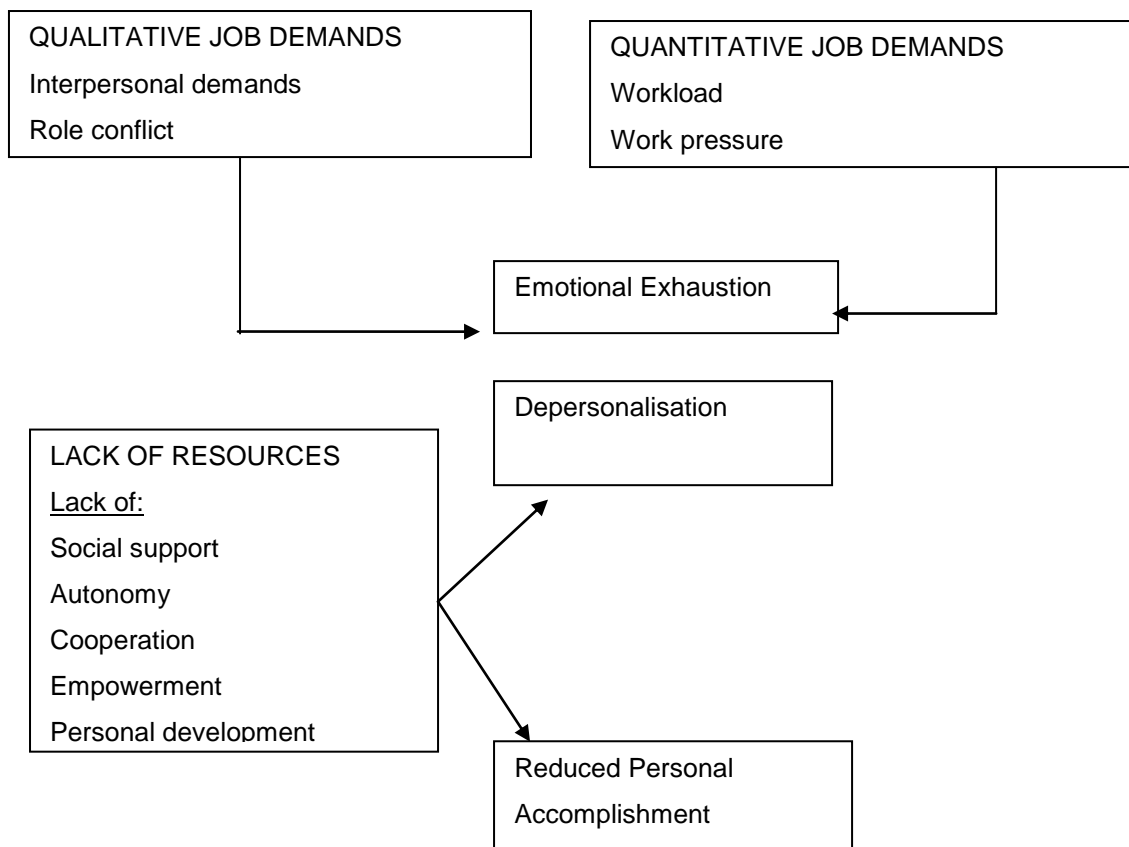 QUALITATIVE JOB DEMANDS
Interpersonal demands
Role conflict
QUANTITATIVE JOB DEMANDS
Workload
Work pressure
Emotional Exhaustion
Depersonalisation
LACK OF RESOURCES
Lack of:
Social support
Autonomy
Cooperation
Empowerment
Personal development
Reduced Personal
Accomplishment